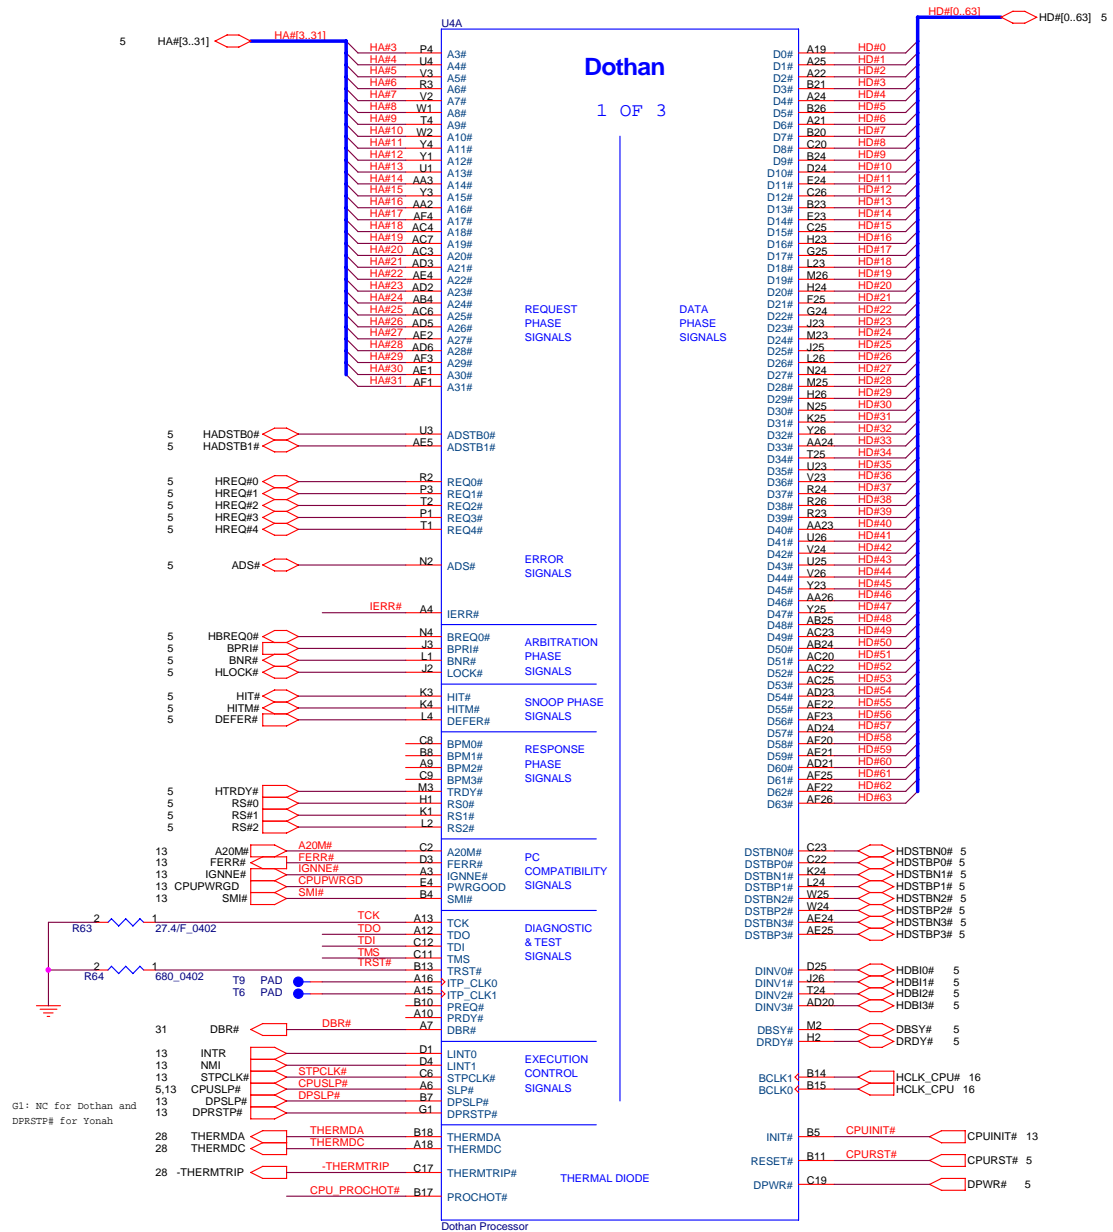 U4A
HD#[0..63]
HD#[0..63] 5
5 HA#[3..31]
HA#[3..31]
Dothan
1 OF 3
HA#3 P4 A3#
HA#4 U4 A4#
HA#5 V3 A5#
HA#6 R3 A6#
HA#7 V2 A7#
HA#8 W1 A8#
HA#9 T4 A9#
HA#10 W2 A10#
HA#11 Y4 A11#
HA#12 Y1 A12#
HA#13 U1 A13#
HA#14 AA3 A14#
HA#15 Y3 A15#
HA#16 AA2 A16#
HA#17 AF4 A17#
HA#18 AC4 A18#
HA#19 AC7 A19#
HA#20 AC3 A20#
HA#21 AD3 A21#
HA#22 AE4 A22#
HA#23 AD2 A23#
HA#24 AB4 A24#
HA#25 AC6 A25#
HA#26 AD5 A26#
HA#27 AE2 A27#
HA#28 AD6 A28#
HA#29 AF3 A29#
HA#30 AE1 A30#
HA#31 AF1 A31#
REQUEST
PHASE
SIGNALS
DATA
PHASE
SIGNALS
D0# A19 HD#0
D1# A25 HD#1
D2# A22 HD#2
D3# B21 HD#3
D4# A24 HD#4
D5# B26 HD#5
D6# A21 HD#6
D7# B20 HD#7
D8# C20 HD#8
D9# B24 HD#9
D10# D24 HD#10
D11# E24 HD#11
D12# C26 HD#12
D13# B23 HD#13
D14# E23 HD#14
D15# C25 HD#15
D16# H23 HD#16
D17# G25 HD#17
D18# L23 HD#18
D19# M26 HD#19
D20# H24 HD#20
D21# F25 HD#21
D22# G24 HD#22
D23# J23 HD#23
D24# M23 HD#24
D25# J25 HD#25
D26# L26 HD#26
D27# N24 HD#27
D28# M25 HD#28
D29# H26 HD#29
D30# N25 HD#30
D31# K25 HD#31
D32# Y26 HD#32
D33# AA24 HD#33
D34# T25 HD#34
D35# U23 HD#35
D36# V23 HD#36
D37# R24 HD#37
D38# R26 HD#38
D39# R23 HD#39
D40# AA23 HD#40
D41# U26 HD#41
D42# V24 HD#42
D43# U25 HD#43
D44# V26 HD#44
D45# Y23 HD#45
D46# AA26 HD#46
D47# Y25 HD#47
D48# AB25 HD#48
D49# AC23 HD#49
D50# AB24 HD#50
D51# AC20 HD#51
D52# AC22 HD#52
D53# AC25 HD#53
D54# AD23 HD#54
D55# AE22 HD#55
D56# AF23 HD#56
D57# AD24 HD#57
D58# AF20 HD#58
D59# AE21 HD#59
D60# AD21 HD#60
D61# AF25 HD#61
D62# AF22 HD#62
D63# AF26 HD#63
5 HADSTB0# U3 ADSTB0#
5 HADSTB1# AE5 ADSTB1#
5 HREQ#0 R2 REQ0#
5 HREQ#1 P3 REQ1#
5 HREQ#2 T2 REQ2#
5 HREQ#3 P1 REQ3#
5 HREQ#4 T1 REQ4#
5 ADS# N2 ADS#
ERROR
SIGNALS
IERR# A4 IERR#
5 HBREQ0# N4 BREQ0#
5 BPRI# J3 BPRI#
5 BNR# L1 BNR#
5 HLOCK# J2 LOCK#
ARBITRATION
PHASE
SIGNALS
5 HIT# K3 HIT#
5 HITM# K4 HITM#
5 DEFER# L4 DEFER#
SNOOP PHASE
SIGNALS
C8 BPM0#
B8 BPM1#
A9 BPM2#
C9 BPM3#
5 HTRDY# M3 TRDY#
5 RS#0 H1 RS0#
5 RS#1 K1 RS1#
5 RS#2 L2 RS2#
RESPONSE
PHASE
SIGNALS
13 A20M# A20M# C2 A20M#
13 FERR# FERR# D3 FERR#
13 IGNNE# IGNNE# A3 IGNNE#
13 CPUPWRGD CPUPWRGD E4 PWRGOOD
13 SMI# SMI# B4 SMI#
PC
COMPATIBILITY
SIGNALS
DSTBN0# C23 HDSTBN0# 5
DSTBP0# C22 HDSTBP0# 5
DSTBN1# K24 HDSTBN1# 5
DSTBP1# L24 HDSTBP1# 5
DSTBN2# W25 HDSTBN2# 5
DSTBP2# W24 HDSTBP2# 5
DSTBN3# AE24 HDSTBN3# 5
DSTBP3# AE25 HDSTBP3# 5
R63 2 1 27.4/F_0402 TCK A13 TCK
TDO A12 TDO
TDI C12 TDI
TMS C11 TMS
R64 2 1 680_0402 TRST# B13 TRST#
T9 PAD A16 ITP_CLK0
T6 PAD A15 ITP_CLK1
B10 PREQ#
A10 PRDY#
31 DBR# DBR# A7 DBR#
DIAGNOSTIC
& TEST
SIGNALS
DINV0# D25 HDBI0# 5
DINV1# J26 HDBI1# 5
DINV2# T24 HDBI2# 5
DINV3# AD20 HDBI3# 5
DBSY# M2 DBSY# 5
DRDY# H2 DRDY# 5
13 INTR D1 LINT0
13 NMI D4 LINT1
13 STPCLK# STPCLK# C6 STPCLK#
5,13 CPUSLP# CPUSLP# A6 SLP#
13 DPSLP# B7 DPSLP#
13 DPRSTP# G1 DPRSTP#
EXECUTION
CONTROL
SIGNALS
BCLK1 B14 HCLK_CPU# 16
BCLK0 B15 HCLK_CPU 16
G1: NC for Dothan and
DPRSTP# for Yonah
28 THERMDA THERMDA B18 THERMDA
28 THERMDC THERMDC A18 THERMDC
28 -THERMTRIP -THERMTRIP C17 THERMTRIP#
CPU_PROCHOT# B17 PROCHOT#
THERMAL DIODE
INIT# B5 CPUINIT# CPUINIT# 13
RESET# B11 CPURST# CPURST# 5
DPWR# C19 DPWR# 5
Dothan Processor